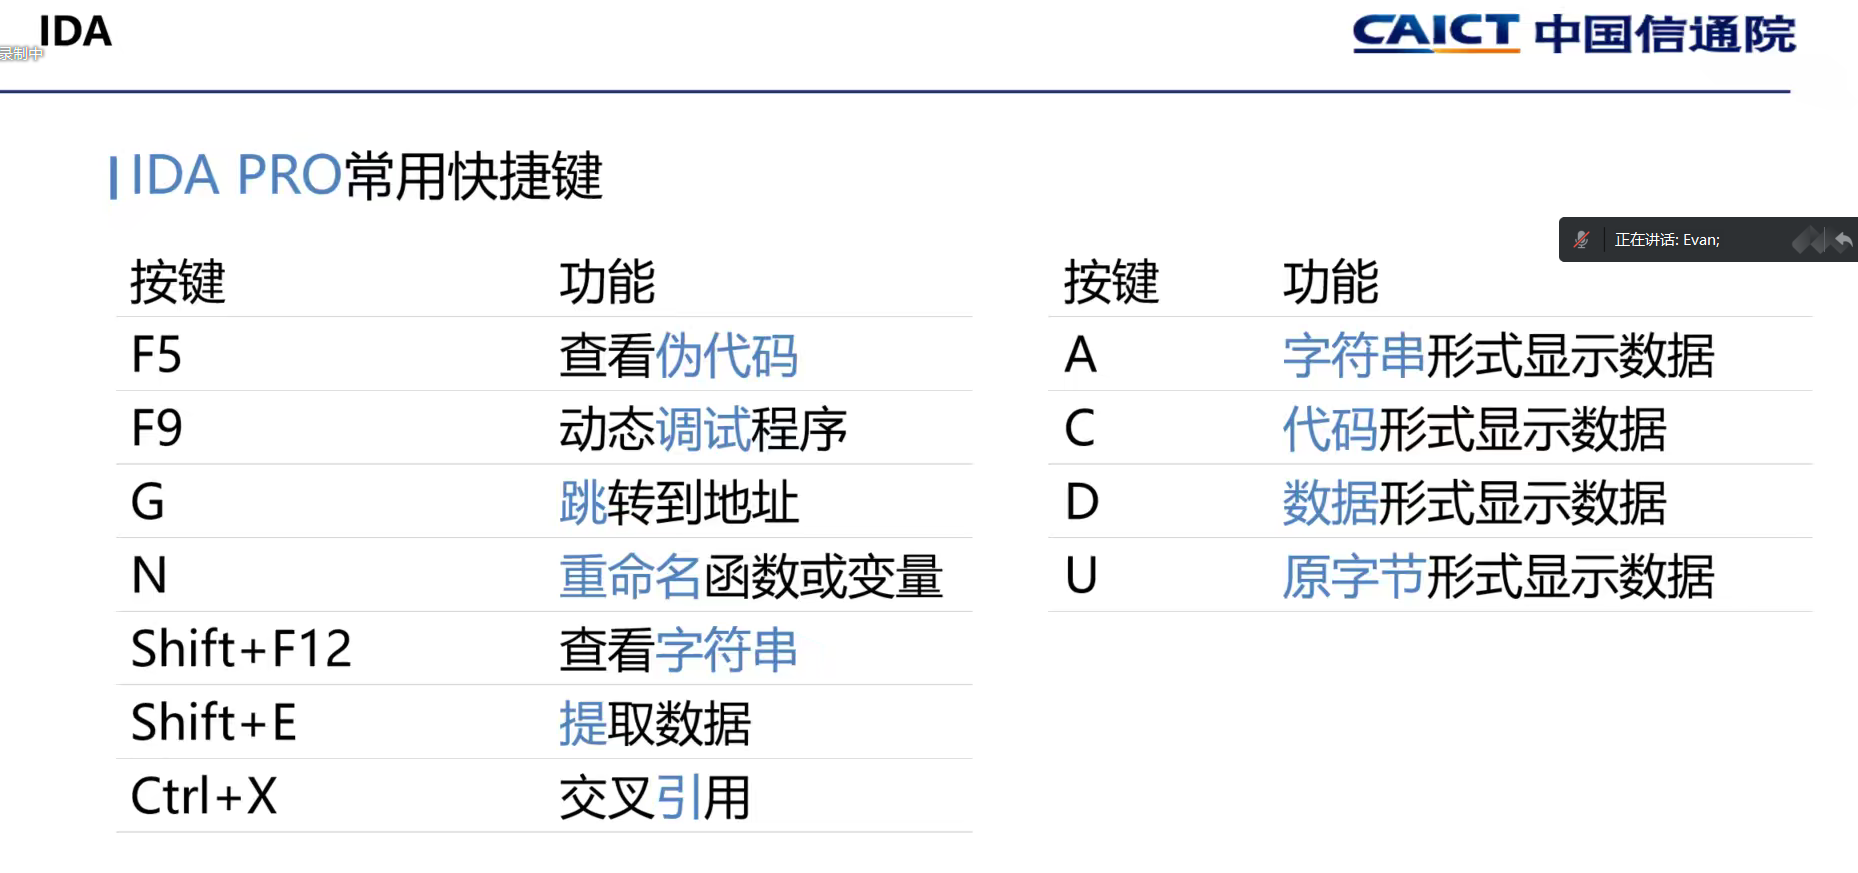 IDA
录制中
CAICT 中国信通院
IDA PRO常用快捷键
正在讲话: Evan;
按键 功能
F5 查看伪代码
F9 动态调试程序
G 跳转到地址
N 重命名函数或变量
Shift+F12 查看字符串
Shift+E 提取数据
Ctrl+X 交叉引用
按键 功能
A 字符串形式显示数据
C 代码形式显示数据
D 数据形式显示数据
U 原字节形式显示数据